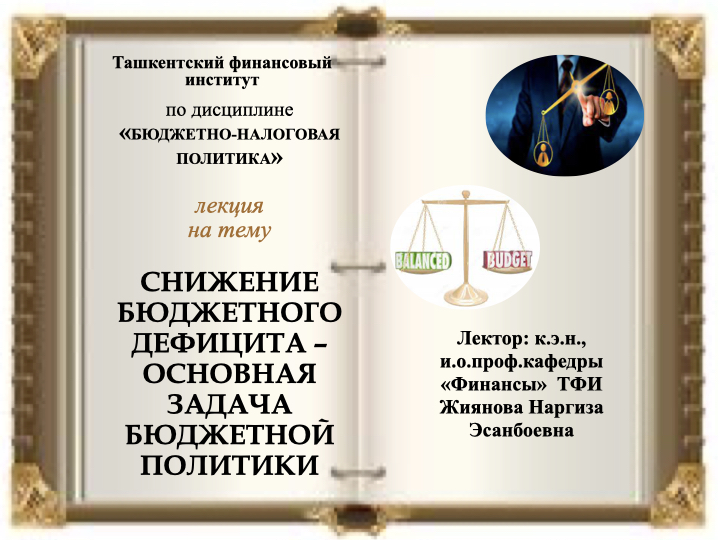 Ташкентский финансовый
институт
по дисциплине
«БЮДЖЕТНО-НАЛОГОВАЯ
ПОЛИТИКА»
лекция
на тему
СНИЖЕНИЕ
БЮДЖЕТНОГО
ДЕФИЦИТА –
ОСНОВНАЯ
ЗАДАЧА
БЮДЖЕТНОЙ
ПОЛИТИКИ
BALANCED BUDGET
Лектор: к.э.н.,
и.о.проф.кафедры
«Финансы» ТФИ
Жиянова Наргиза
Эсанбоевна